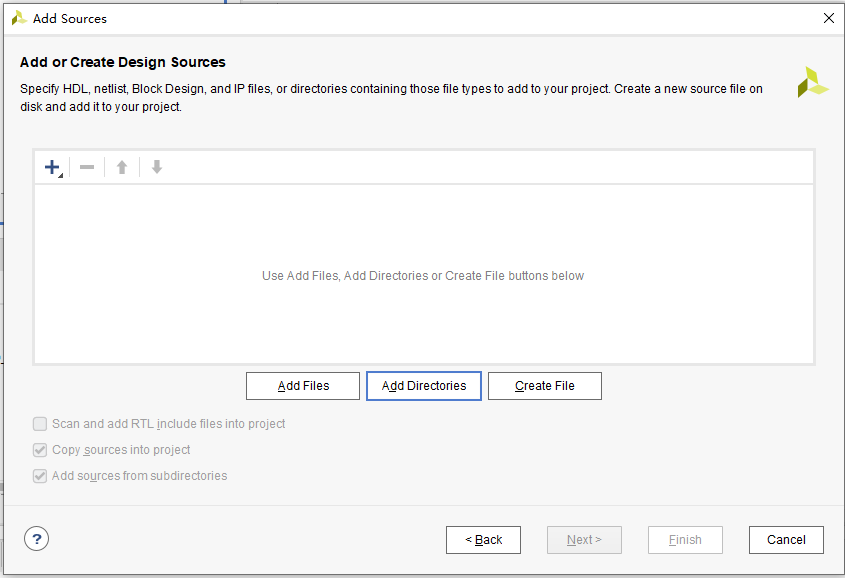 Add Sources
Add or Create Design Sources
Specify HDL, netlist, Block Design, and IP files, or directories containing those file types to add to your project. Create a new source file on
disk and add it to your project.
Use Add Files, Add Directories or Create File buttons below
Add Files
Add Directories
Create File
Scan and add RTL include files into project
Copy sources into project
Add sources from subdirectories
?
< Back
Next >
Finish
Cancel